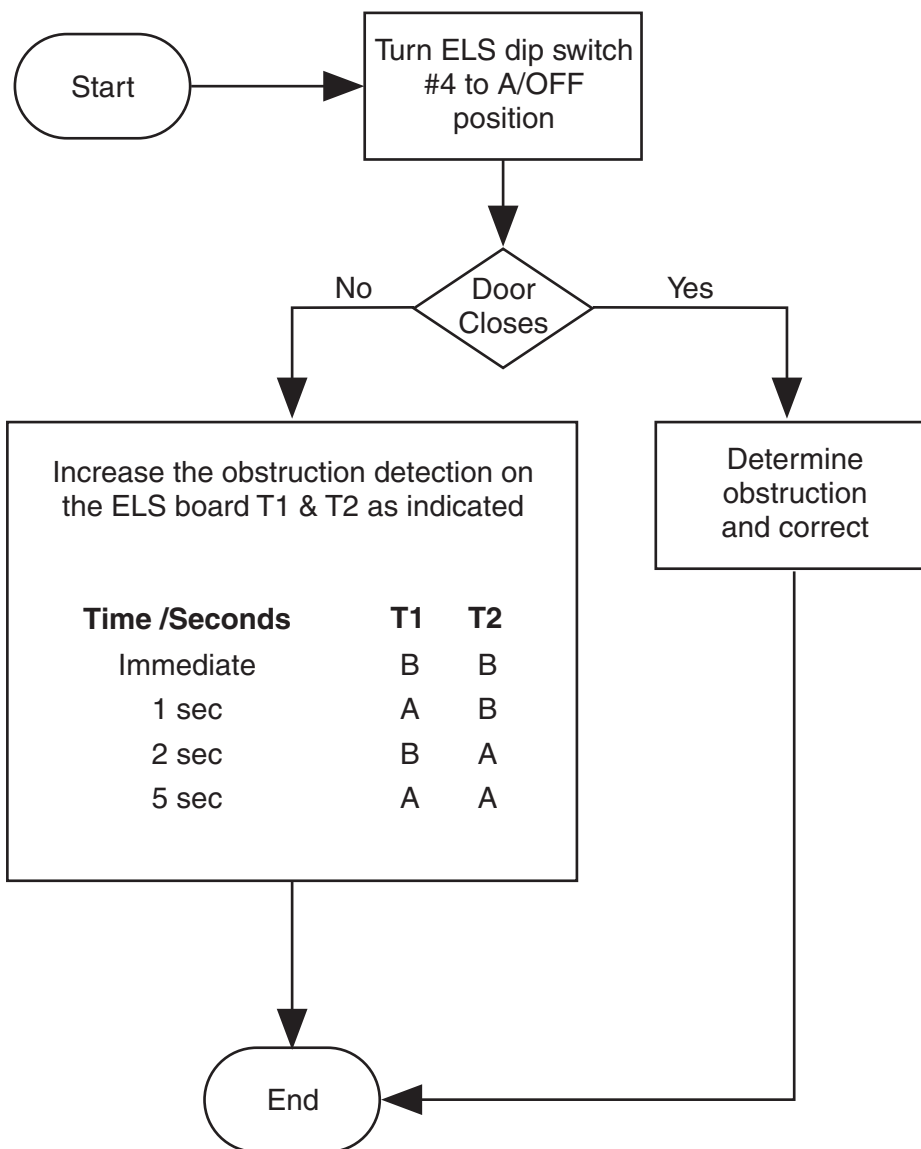 Start
Turn ELS dip switch
#4 to A/OFF
position
Door
Closes
No
Yes
Increase the obstruction detection on
the ELS board T1 & T2 as indicated
Time /Seconds T1 T2
Immediate B B
1 sec A B
2 sec B A
5 sec A A
Determine
obstruction
and correct
End